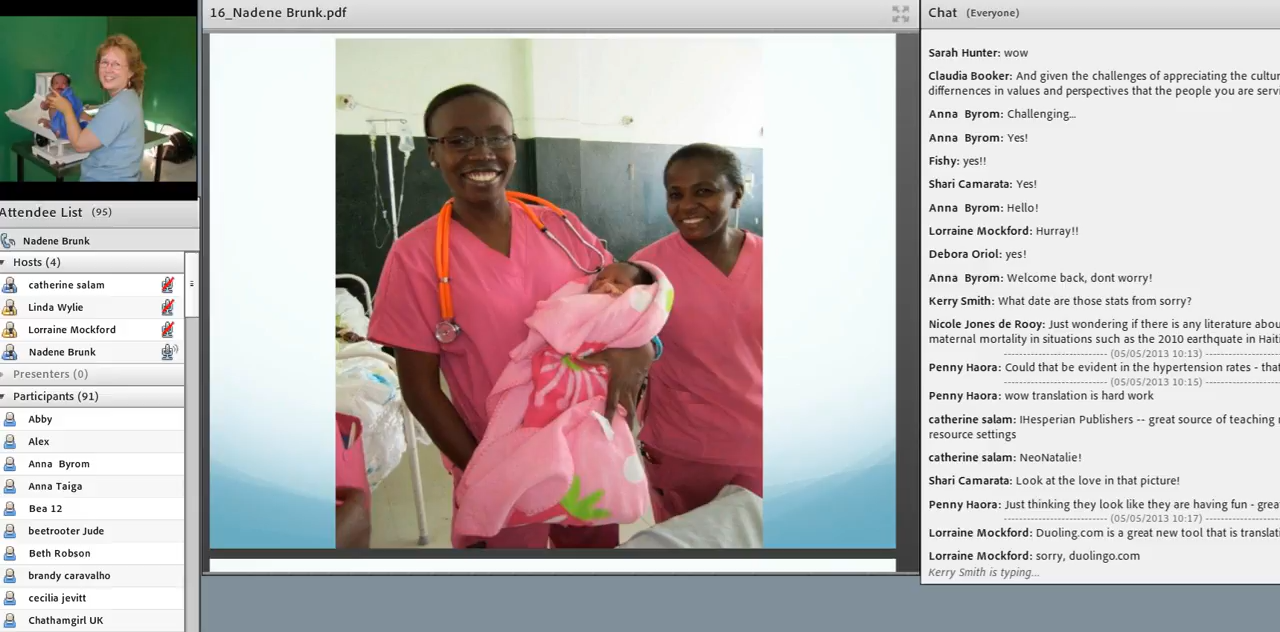 16_Nadene Brunk.pdf
Attendee List (95)
Nadene Brunk
Hosts (4)
catherine salam
Linda Wylie
Lorraine Mockford
Nadene Brunk
Presenters (0)
Participants (91)
Abby
Alex
Anna Byrom
Anna Taiga
Bea 12
beetrooter Jude
Beth Robson
brandy caravalho
cecilia jevitt
Chathamgirl UK
Chat (Everyone)
Sarah Hunter: wow
Claudia Booker: And given the challenges of appreciating the cultu
differnences in values and perspectives that the people you are servi
Anna Byrom: Challenging...
Anna Byrom: Yes!
Fishy: yes!!
Shari Camarata: Yes!
Anna Byrom: Hello!
Lorraine Mockford: Hurray!!
Debora Oriol: yes!
Anna Byrom: Welcome back, dont worry!
Kerry Smith: What date are those stats from sorry?
Nicole Jones de Rooy: Just wondering if there is any literature abou
maternal mortality in situations such as the 2010 earthquake in Haiti
(05/05/2013 10:13)
Penny Haora: Could that be evident in the hypertension rates - that
(05/05/2013 10:15)
Penny Haora: wow translation is hard work
catherine salam: IHesperian Publishers -- great source of teaching
resource settings
catherine salam: NeoNatalie!
Shari Camarata: Look at the love in that picture!
Penny Haora: Just thinking they look like they are having fun - grea
(05/05/2013 10:17)
Lorraine Mockford: Duoling.com is a great new tool that is translati
Lorraine Mockford: sorry, duolingo.com
Kerry Smith is typing...